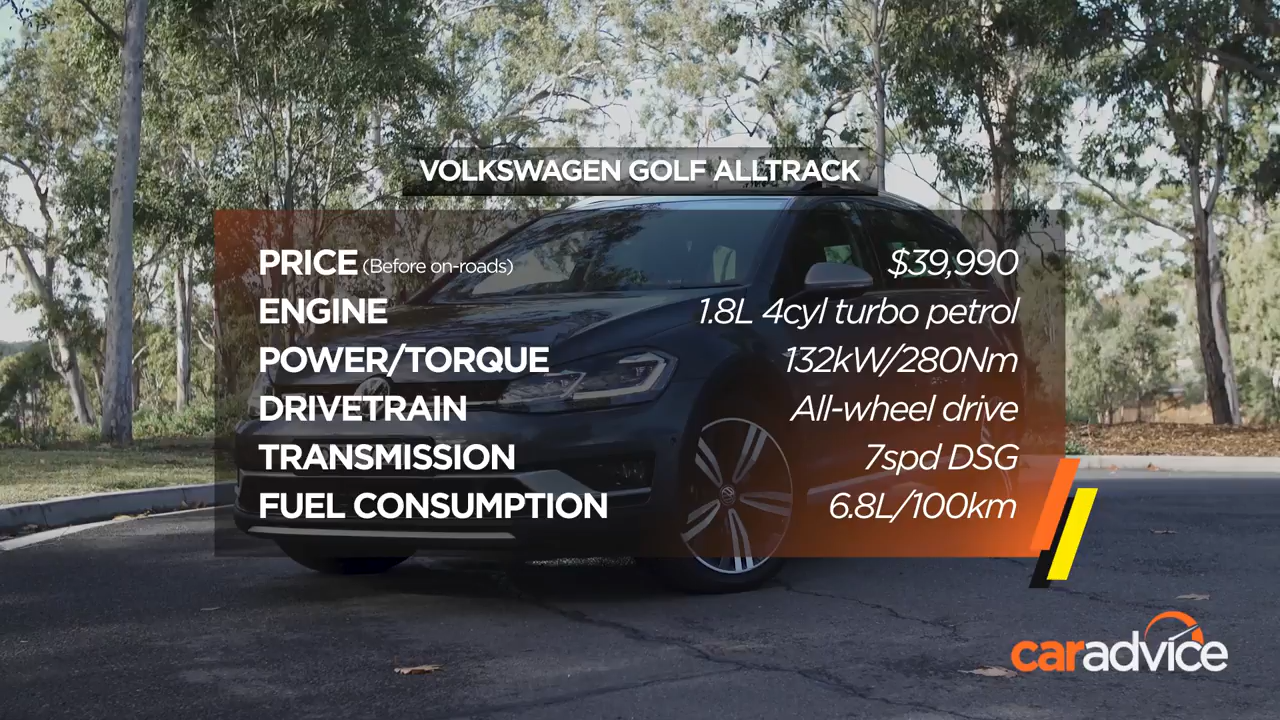 VOLKSWAGEN GOLF ALLTRACK
PRICE (Before on-roads) $39,990
ENGINE 1.8L 4cyl turbo petrol
POWER/TORQUE 132kW/280Nm
DRIVETRAIN All-wheel drive
TRANSMISSION 7spd DSG
FUEL CONSUMPTION 6.8L/100km
caradvice